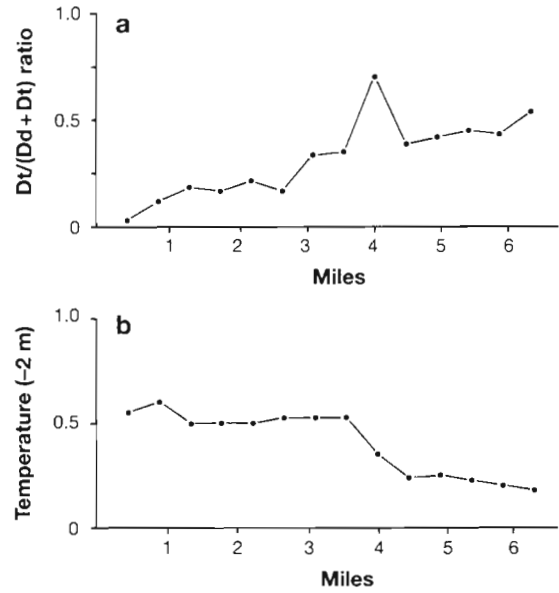 a
Dt/(Dd + Dt) ratio
1.0
0.5
0
1 2 3 4 5 6
Miles
b
Temperature (–2 m)
1.0
0.5
0
1 2 3 4 5 6
Miles